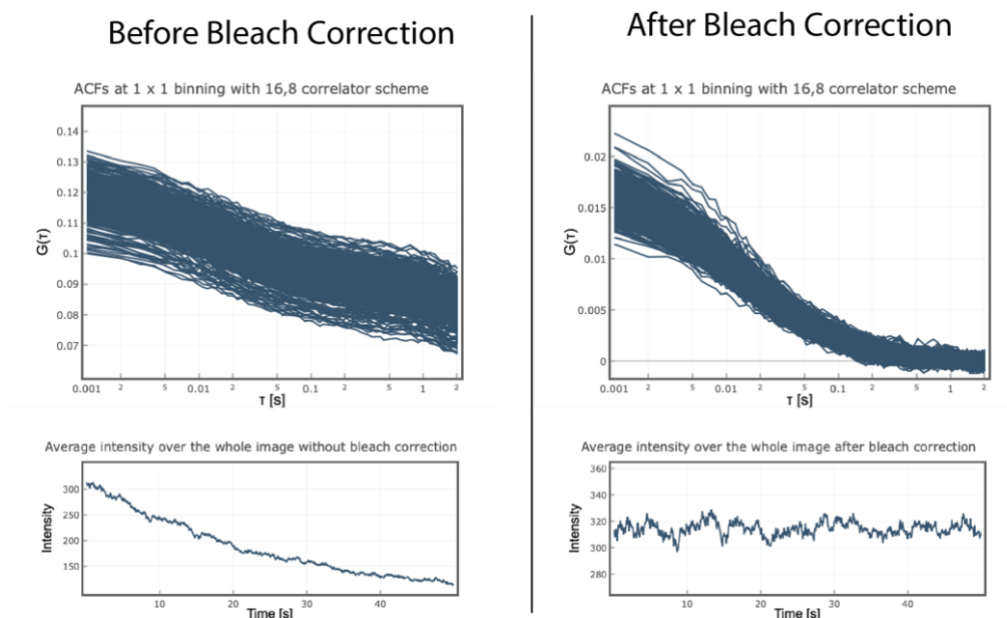 Before Bleach Correction
ACFs at 1 x 1 binning with 16,8 correlator scheme
G(τ)
0.14
0.13
0.12
0.11
0.1
0.09
0.08
0.07
0.001 2 5 0.01 2 5 0.1 2 5 1 2
τ [S]
Average intensity over the whole image without bleach correction
Intensity
300
250
200
150
10 20 30 40
Time [s]
After Bleach Correction
ACFs at 1 x 1 binning with 16,8 correlator scheme
G(τ)
0.02
0.015
0.01
0.005
0
0.001 2 5 0.01 2 5 0.1 2 5 1 2
τ [S]
Average intensity over the whole image after bleach correction
Intensity
360
340
320
300
280
10 20 30 40
Time [s]